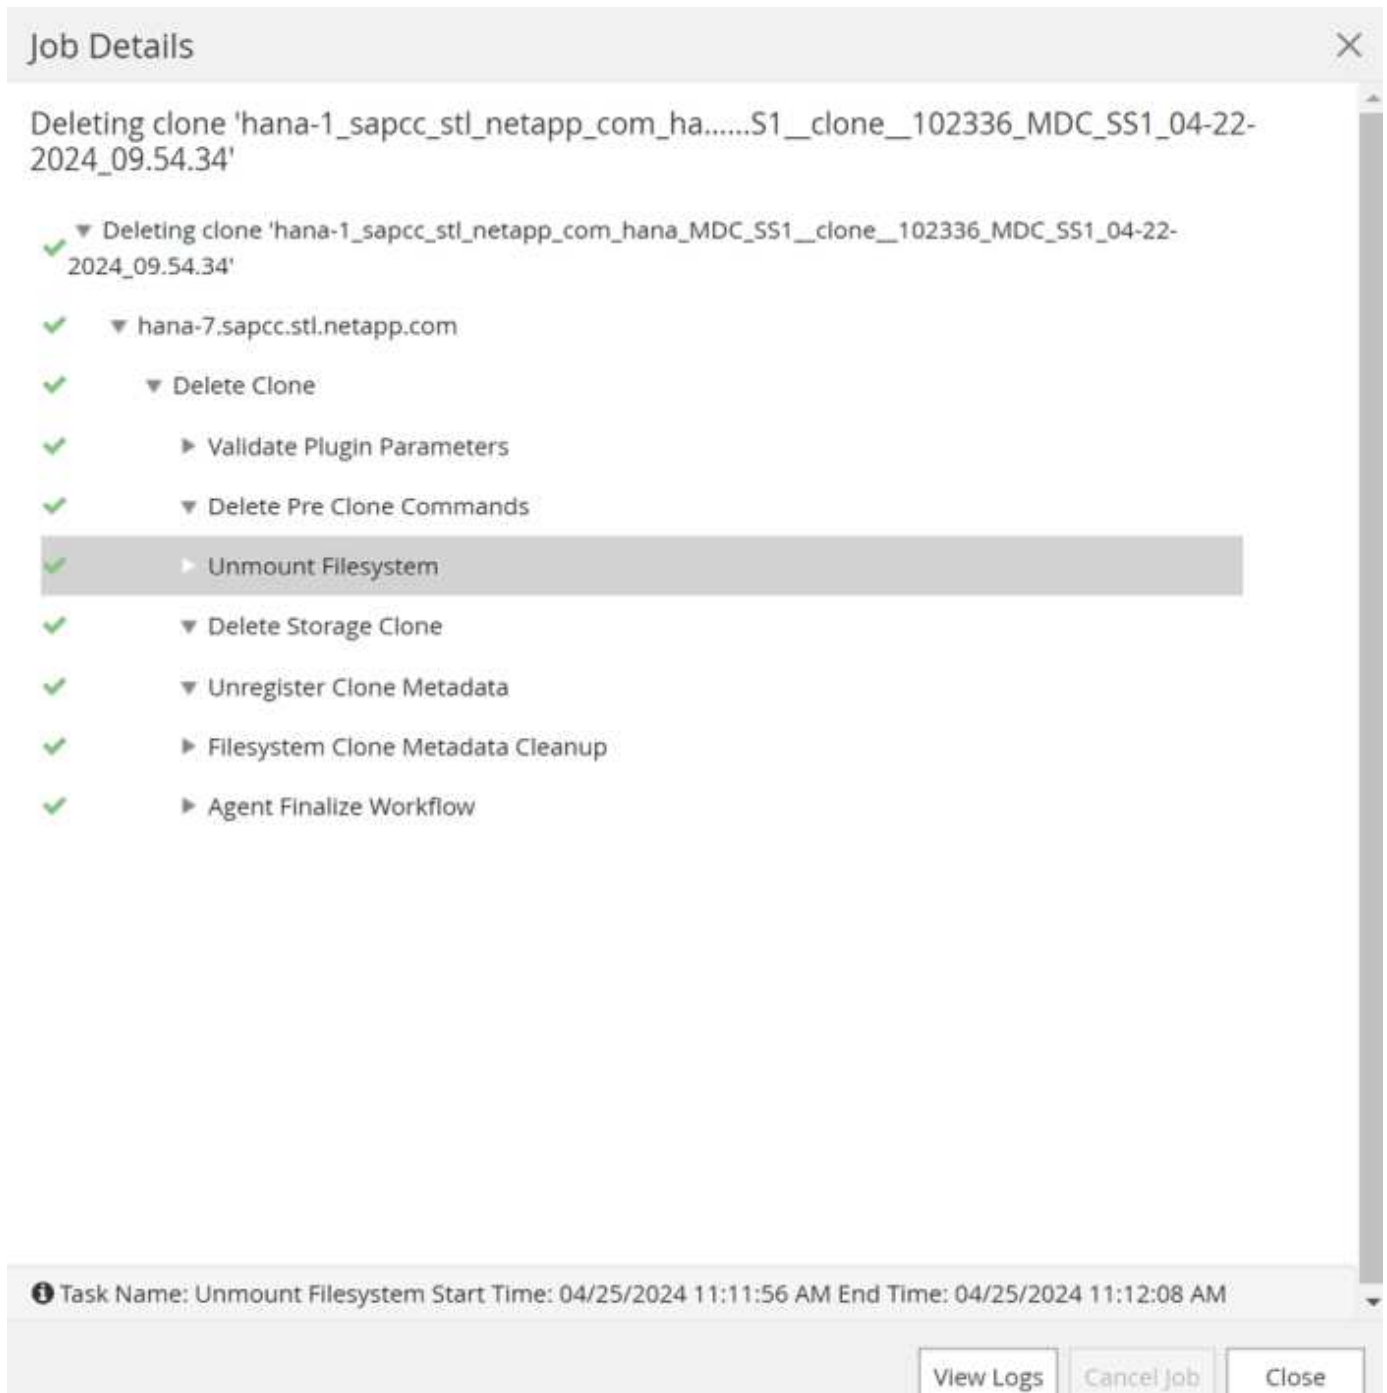 Job Details
Deleting clone 'hana-1_sapcc_stl_netapp_com_ha......S1__clone__102336_MDC_SS1_04-22-
2024_09.54.34'
Deleting clone 'hana-1_sapcc_stl_netapp_com_hana_MDC_SS1__clone__102336_MDC_SS1_04-22-
2024_09.54.34'
hana-7.sapcc.stl.netapp.com
Delete Clone
Validate Plugin Parameters
Delete Pre Clone Commands
Unmount Filesystem
Delete Storage Clone
Unregister Clone Metadata
Filesystem Clone Metadata Cleanup
Agent Finalize Workflow
Task Name: Unmount Filesystem Start Time: 04/25/2024 11:11:56 AM End Time: 04/25/2024 11:12:08 AM
View Logs Cancel Job Close